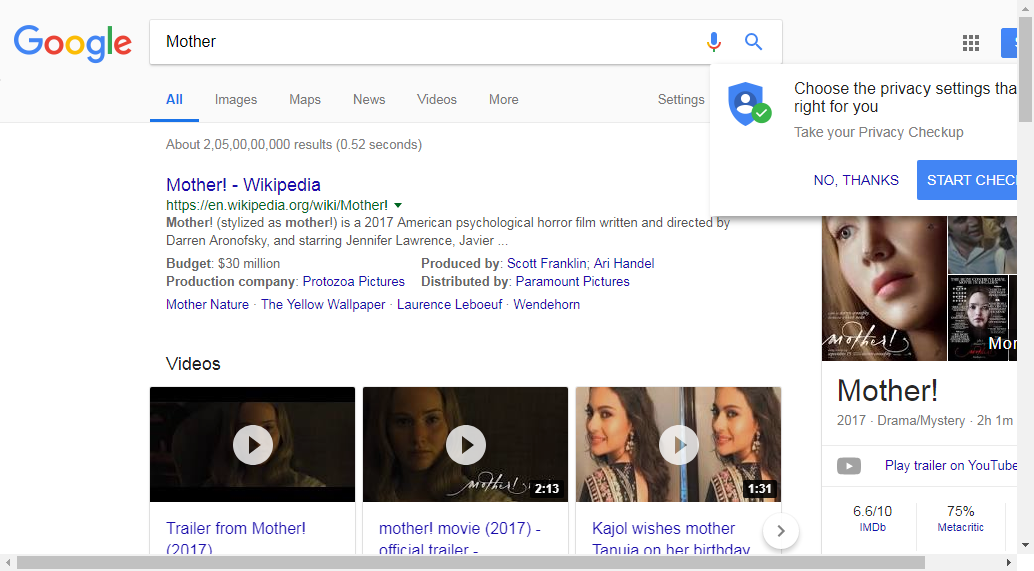 Google
Mother
All Images Maps News Videos More Settings
Choose the privacy settings tha
right for you
Take your Privacy Checkup
NO, THANKS START CHEC
About 2,05,00,00,000 results (0.52 seconds)
Mother! - Wikipedia
https://en.wikipedia.org/wiki/Mother!
Mother! (stylized as mother!) is a 2017 American psychological horror film written and directed by
Darren Aronofsky, and starring Jennifer Lawrence, Javier ...
Budget: $30 million Produced by: Scott Franklin; Ari Handel
Production company: Protozoa Pictures Distributed by: Paramount Pictures
Mother Nature · The Yellow Wallpaper · Laurence Leboeuf · Wendehorn
Videos
mother!
2:13
1:31
Trailer from Mother!
(2017)
mother! movie (2017) -
official trailer -
Kajol wishes mother
Tanuja on her birthday
mother!
mother!
Mor
Mother!
2017 · Drama/Mystery · 2h 1m
Play trailer on YouTube
6.6/10 75%
IMDb Metacritic